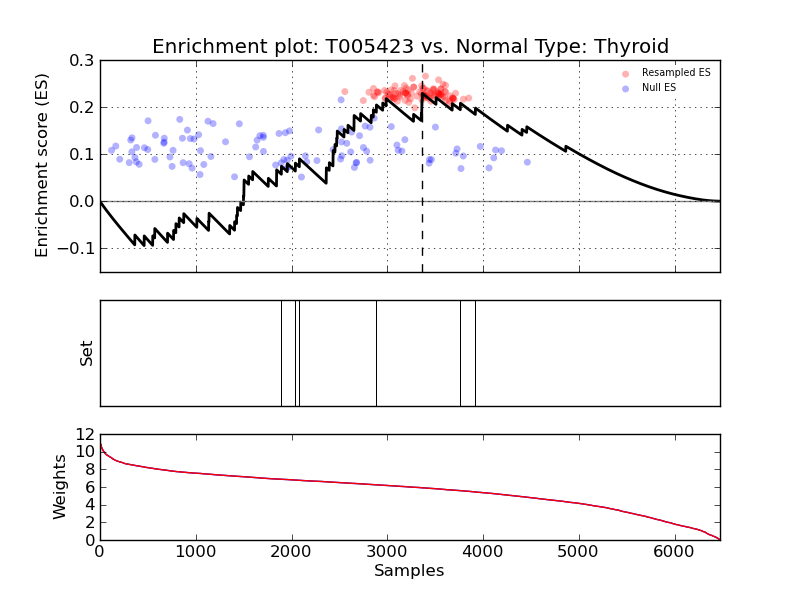 Enrichment plot: T005423 vs. Normal Type: Thyroid
0.3
0.2
0.1
0.0
−0.1
Enrichment score (ES)
Resampled ES
Null ES
Set
12
10
8
6
4
2
0
Weights
0 1000 2000 3000 4000 5000 6000
Samples